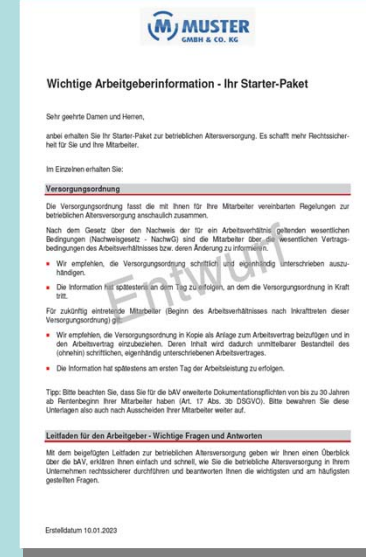 MUSTER
GMBH & CO. KG
Wichtige Arbeitgeberinformation - Ihr Starter-Paket
Sehr geehrte Damen und Herren,
anbei erhalten Sie Ihr Starter-Paket zur betrieblichen Altersversorgung. Es schafft mehr Rechtssicher-
heit für Sie und Ihre Mitarbeiter.
Im Einzelnen erhalten Sie:
Versorgungsordnung
Die Versorgungsordnung fasst die mit Ihnen für Ihre Mitarbeiter vereinbarten Regelungen zur
betrieblichen Altersversorgung anschaulich zusammen.
Nach dem Gesetz über den Nachweis der für ein Arbeitsverhältnis geltenden wesentlichen
Bedingungen (Nachweisgesetz - NachwG) sind die Mitarbeiter über die wesentlichen Vertrags-
bedingungen des Arbeitsverhältnisses bzw. deren Änderung zu informieren.
Wir empfehlen, die Versorgungsordnung schriftlich und eigenhändig unterschrieben auszu-
händigen.
Die Information hat spätestens an dem Tag zu erfolgen, an dem die Versorgungsordnung in Kraft
tritt.
Für zukünftig eintretende Mitarbeiter (Beginn des Arbeitsverhältnisses nach Inkrafttreten dieser
Versorgungsordnung) gilt:
Wir empfehlen, die Versorgungsordnung in Kopie als Anlage zum Arbeitsvertrag beizufügen und in
den Arbeitsvertrag einzubeziehen. Deren Inhalt wird dadurch unmittelbarer Bestandteil des
(ohnehin) schriftlichen, eigenhändig unterschriebenen Arbeitsvertrages.
Die Information hat spätestens am ersten Tag der Arbeitsleistung zu erfolgen.
Tipp: Bitte beachten Sie, dass Sie für die bAV erweiterte Dokumentationspflichten von bis zu 30 Jahren
ab Rentenbeginn Ihrer Mitarbeiter haben (Art. 17 Abs. 3b DSGVO). Bitte bewahren Sie diese
Unterlagen also auch nach Ausscheiden Ihrer Mitarbeiter weiter auf.
Leitfaden für den Arbeitgeber - Wichtige Fragen und Antworten
Mit dem beigefügten Leitfaden zur betrieblichen Altersversorgung geben wir Ihnen einen Überblick
über die bAV, erklären Ihnen einfach und schnell, wie Sie die betriebliche Altersversorgung in Ihrem
Unternehmen rechtssicherer durchführen und beantworten Ihnen die wichtigsten und am häufigsten
gestellten Fragen.
Erstelldatum 10.01.2023
Entwurf